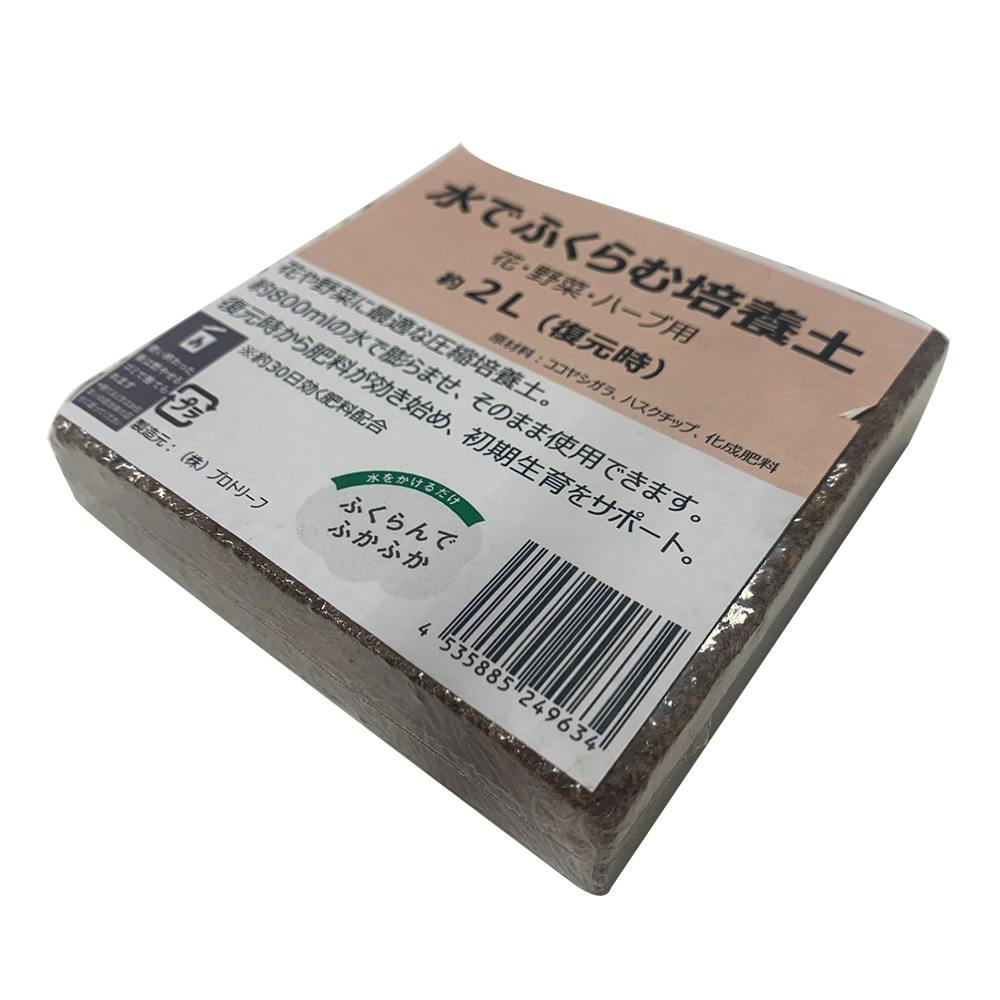 水でふくらむ培養土
花・野菜・ハーブ用
約2L（復元時）
原材料：ココヤシガラ、ハスクチップ、化成肥料
花や野菜に最適な圧縮培養土。
約800mlの水で膨らませ、そのまま使用できます。
復元時から肥料が効き始め、初期生育をサポート。
※約30日効く肥料配合
プラ
製造元：（株）プロトリーフ
水をかけるだけ
ふくらんで
ふかふか
4 535885 249634